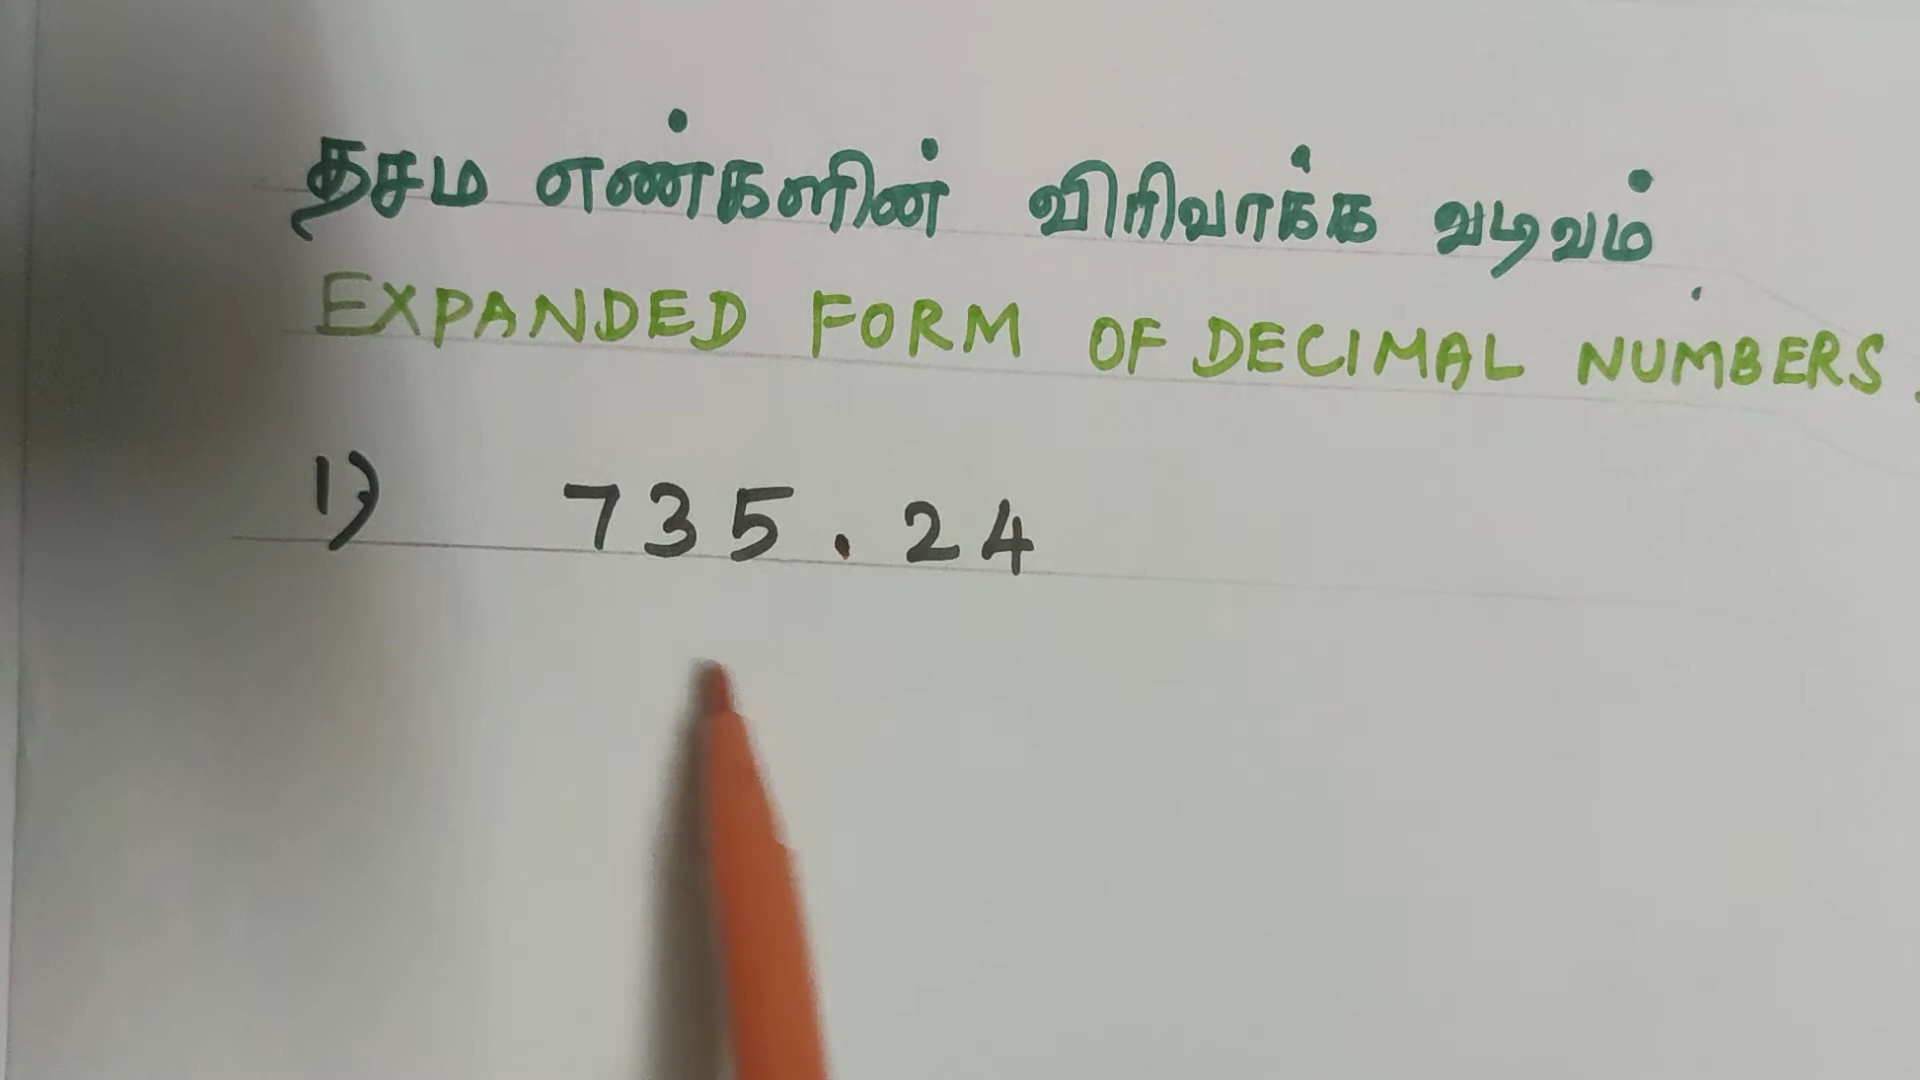 தசம எண்களின் விரிவாக்க வடிவம்
EXPANDED FORM OF DECIMAL NUMBERS.
1) 735.24